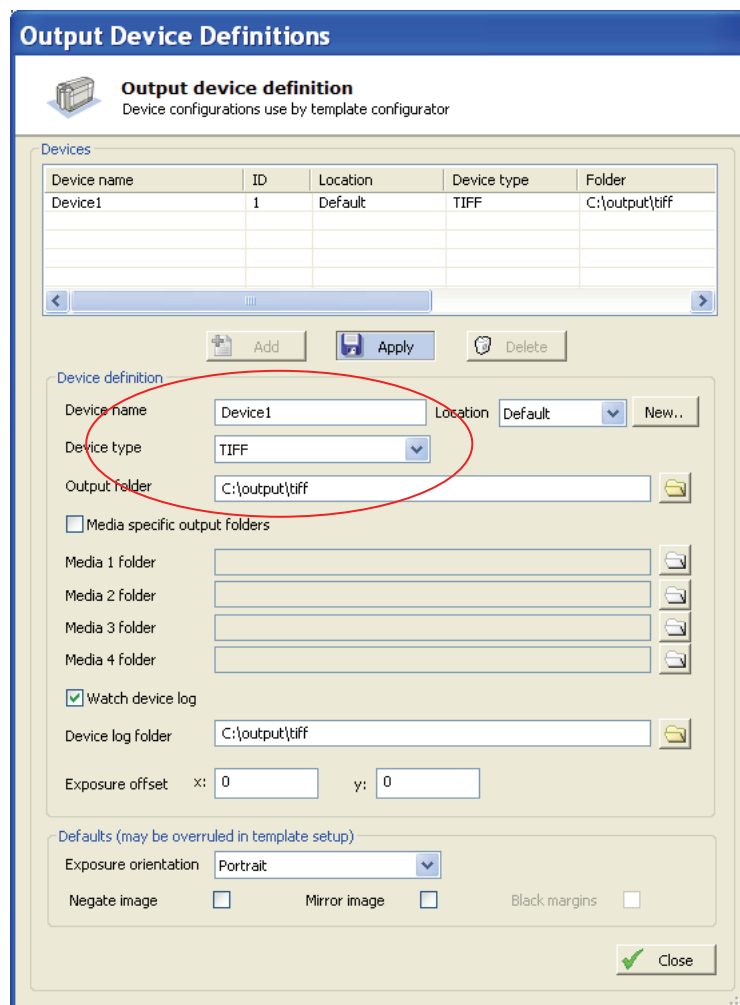 Output Device Definitions
Output device definition
Device configurations use by template configurator
Devices
Device name ID Location Device type Folder
Device1 1 Default TIFF C:\output\tiff
Add Apply Delete
Device definition
Device name Device1 Location Default New..
Device type TIFF
Output folder C:\output\tiff
Media specific output folders
Media 1 folder
Media 2 folder
Media 3 folder
Media 4 folder
Watch device log
Device log folder C:\output\tiff
Exposure offset x: 0 y: 0
Defaults (may be overruled in template setup)
Exposure orientation Portrait
Negate image Mirror image Black margins
Close